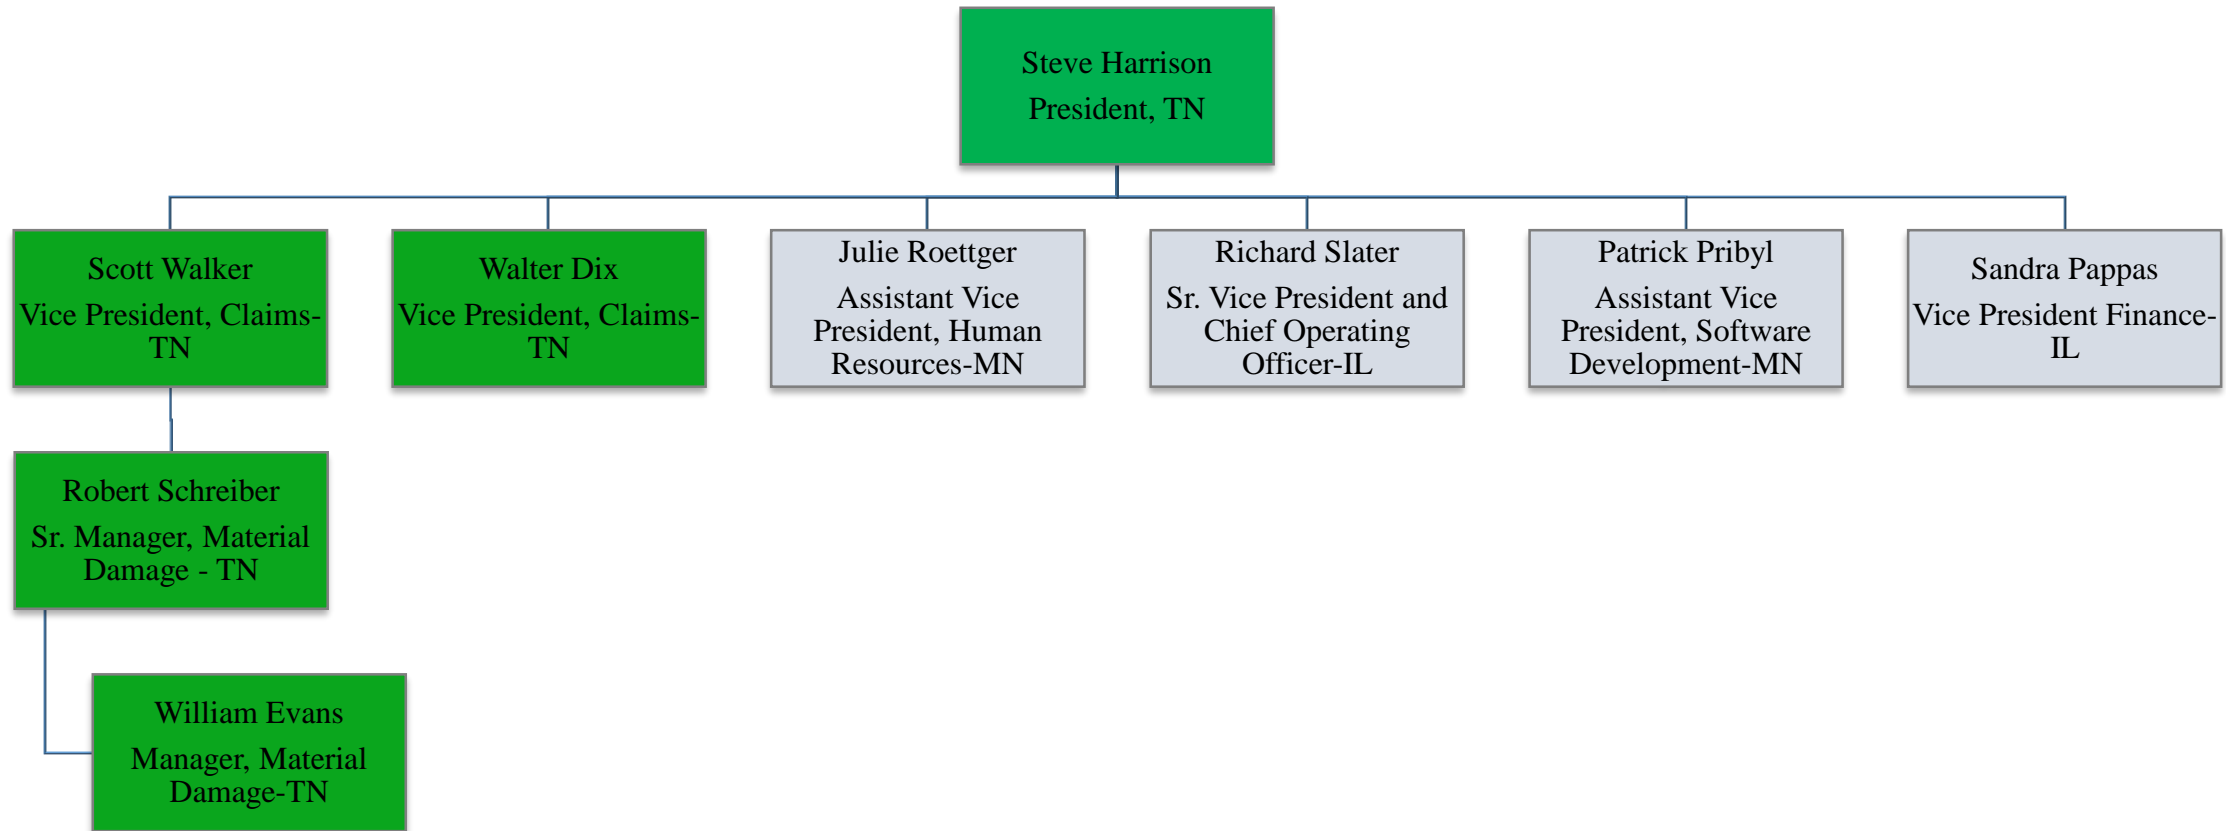 Steve Harrison
President, TN
Scott Walker
Vice President, Claims-
TN
Walter Dix
Vice President, Claims-
TN
Julie Roettger
Assistant Vice
President, Human
Resources-MN
Richard Slater
Sr. Vice President and
Chief Operating
Officer-IL
Patrick Pribyl
Assistant Vice
President, Software
Development-MN
Sandra Pappas
Vice President Finance-
IL
Robert Schreiber
Sr. Manager, Material
Damage - TN
William Evans
Manager, Material
Damage-TN